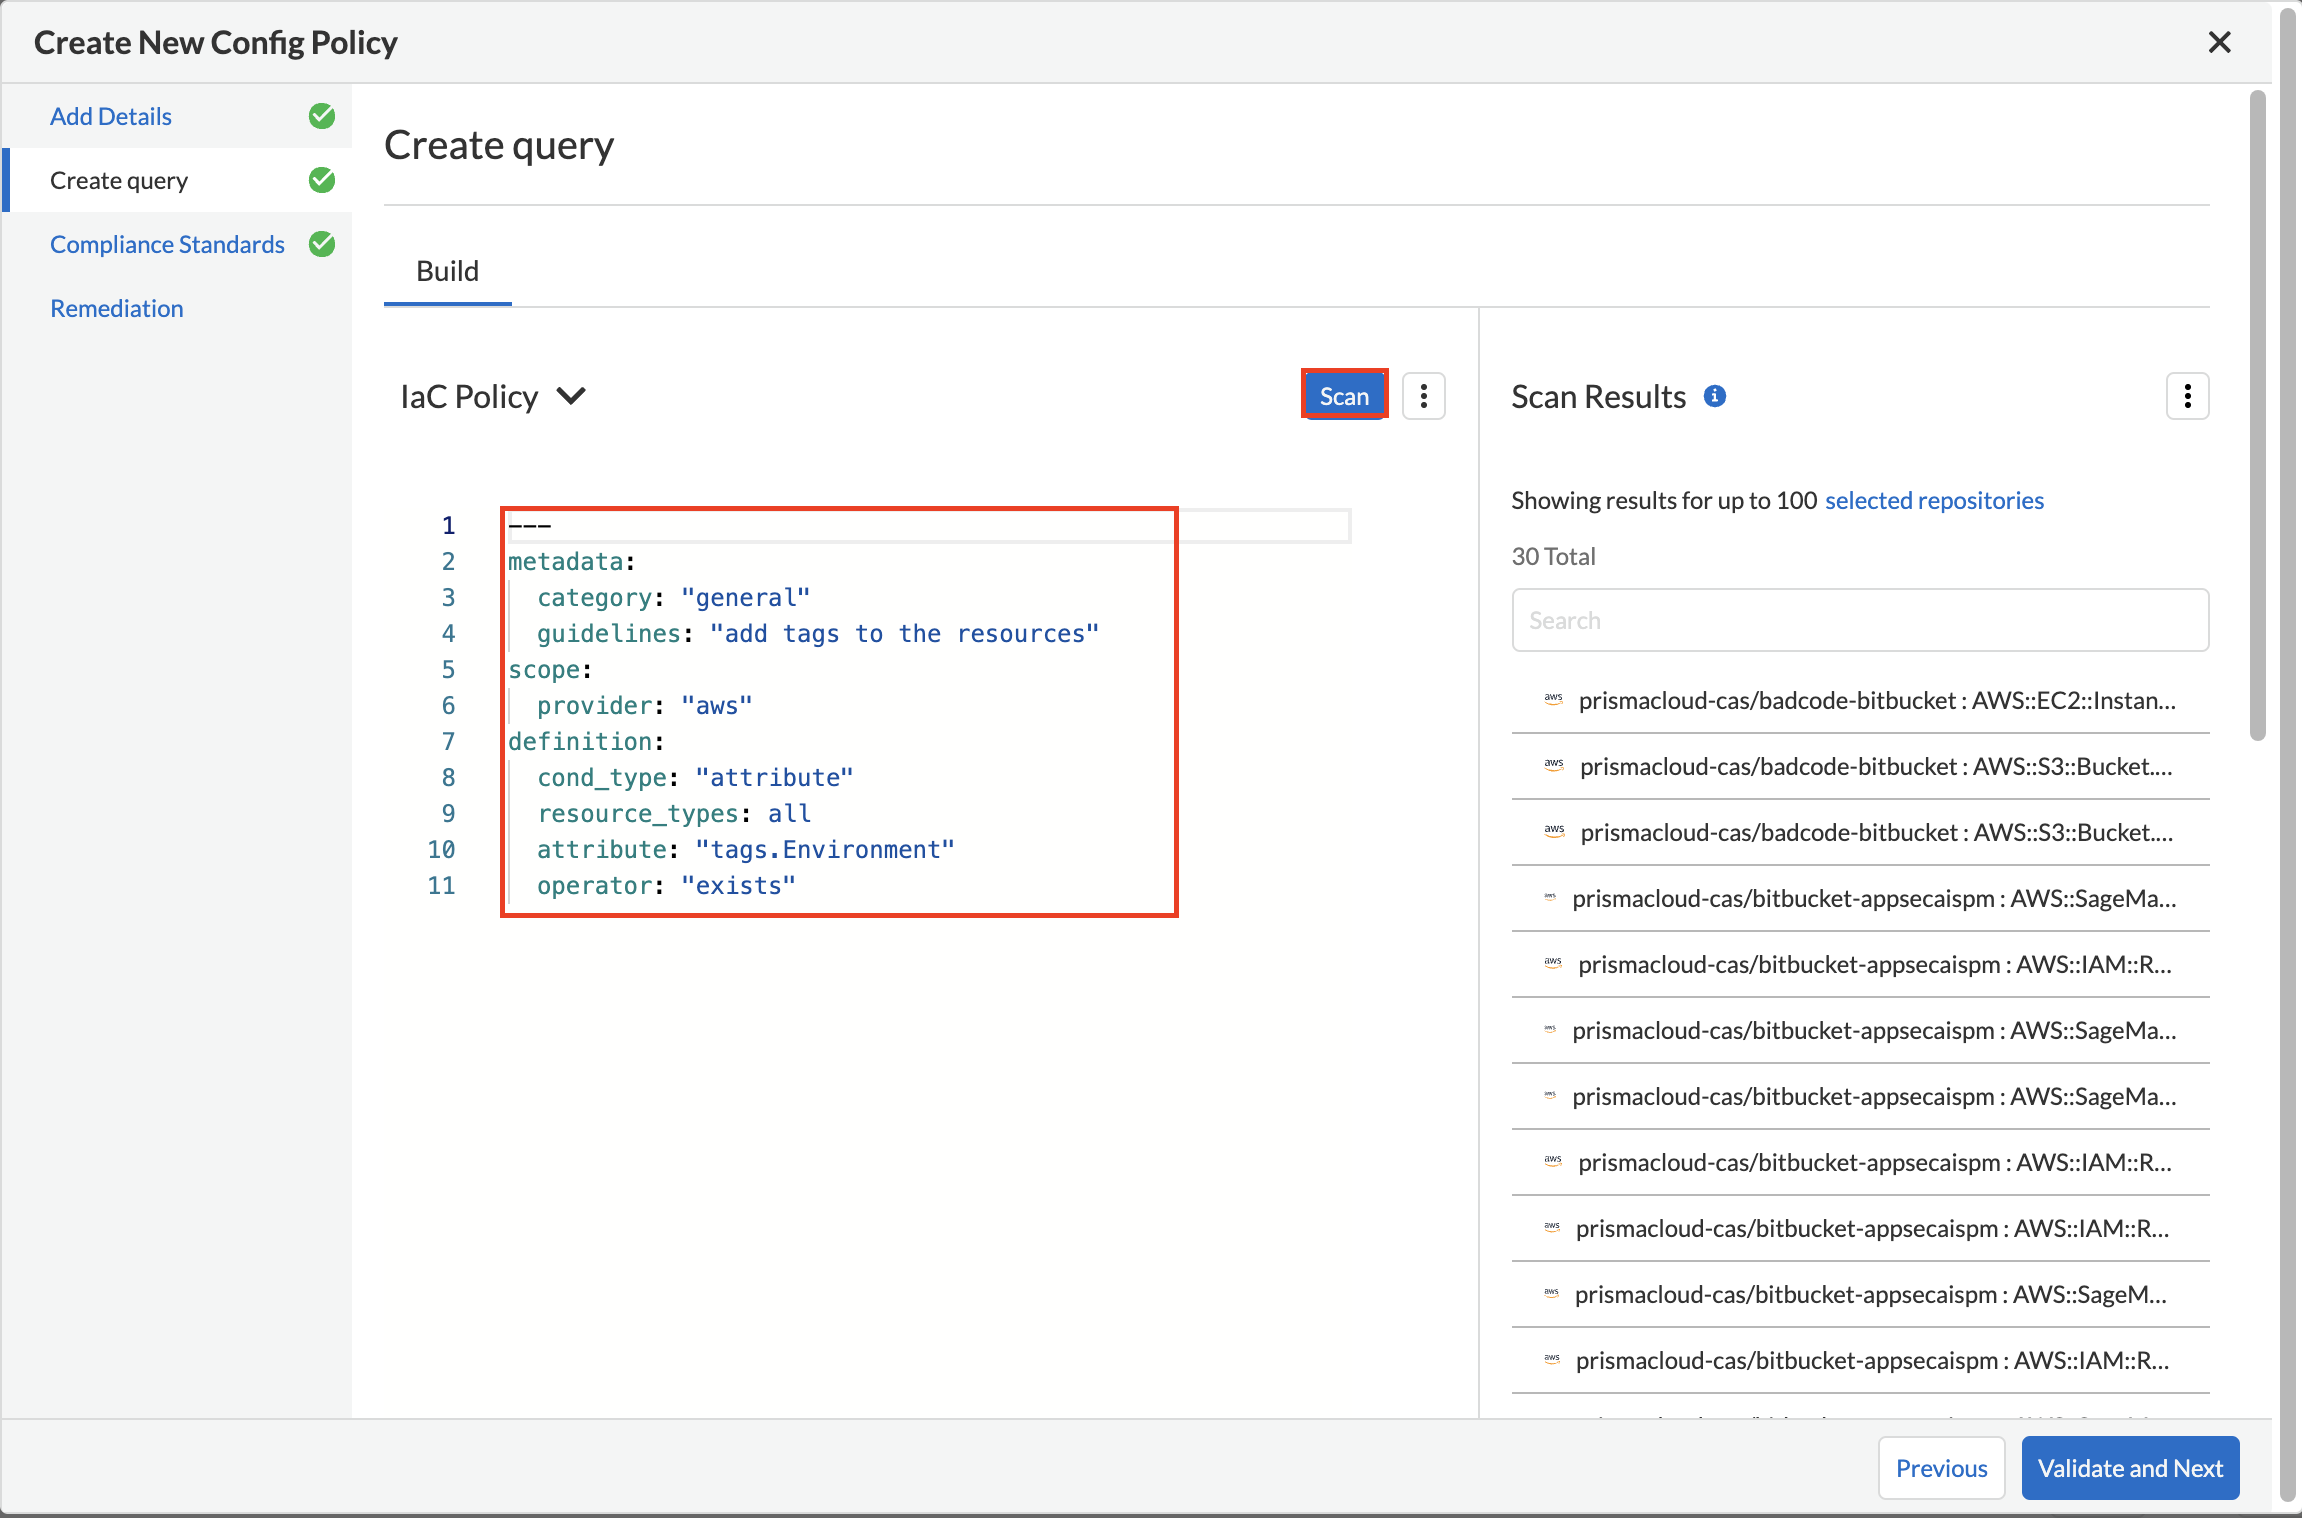 Create New Config Policy
Add Details
Create query
Compliance Standards
Remediation
Create query
Build
IaC Policy
Scan
1 ---
2 metadata:
3 category: "general"
4 guidelines: "add tags to the resources"
5 scope:
6 provider: "aws"
7 definition:
8 cond_type: "attribute"
9 resource_types: all
10 attribute: "tags.Environment"
11 operator: "exists"
Scan Results
Showing results for up to 100 selected repositories
30 Total
Search
aws prismacloud-cas/badcode-bitbucket : AWS::EC2::Instan...
aws prismacloud-cas/badcode-bitbucket : AWS::S3::Bucket....
aws prismacloud-cas/badcode-bitbucket : AWS::S3::Bucket....
aws prismacloud-cas/bitbucket-appsecaispm : AWS::SageMa...
aws prismacloud-cas/bitbucket-appsecaispm : AWS::IAM::R...
aws prismacloud-cas/bitbucket-appsecaispm : AWS::SageMa...
aws prismacloud-cas/bitbucket-appsecaispm : AWS::SageMa...
aws prismacloud-cas/bitbucket-appsecaispm : AWS::IAM::R...
aws prismacloud-cas/bitbucket-appsecaispm : AWS::IAM::R...
aws prismacloud-cas/bitbucket-appsecaispm : AWS::SageM...
aws prismacloud-cas/bitbucket-appsecaispm : AWS::IAM::R...
Previous
Validate and Next